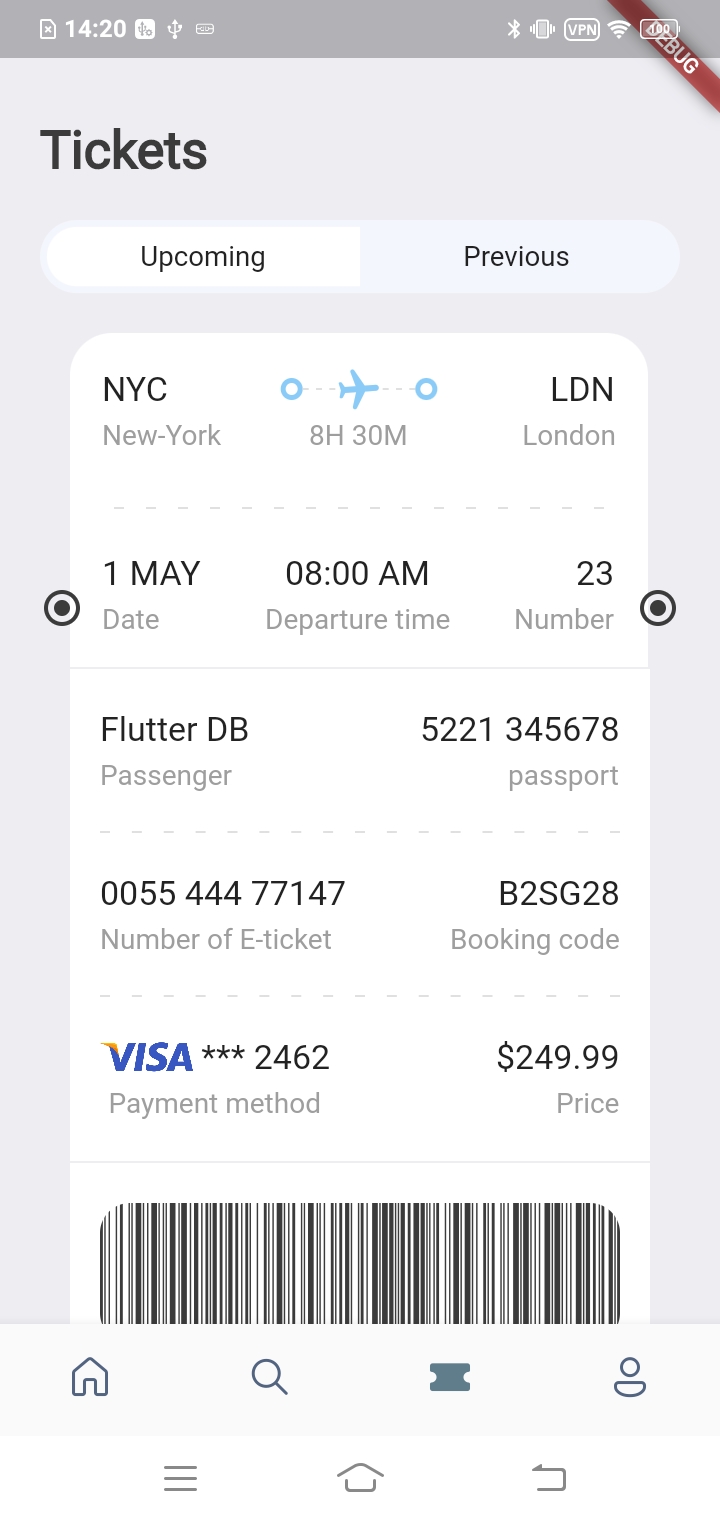 14:20 VPN 100
DEBUG
Tickets
Upcoming Previous
NYC LDN
New-York 8H 30M London
1 MAY 08:00 AM 23
Date Departure time Number
Flutter DB 5221 345678
Passenger passport
0055 444 77147 B2SG28
Number of E-ticket Booking code
VISA *** 2462 $249.99
Payment method Price